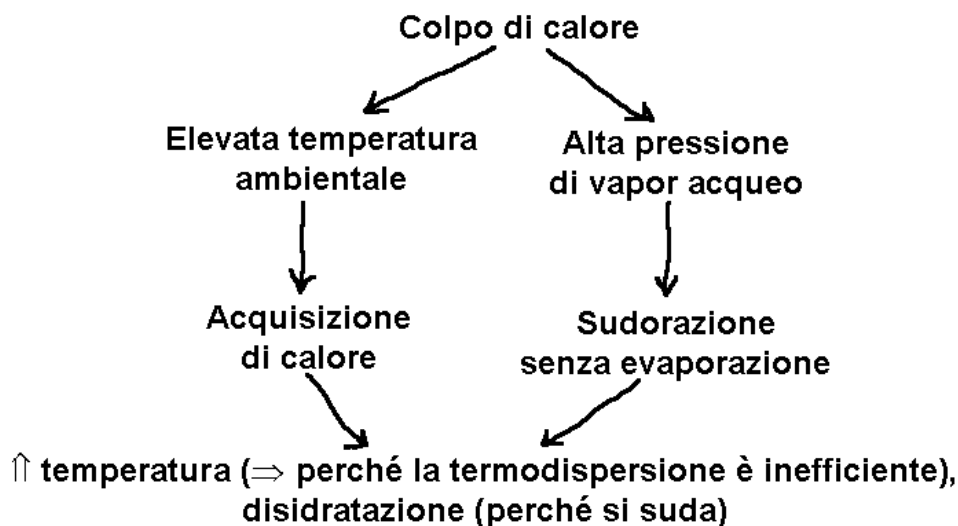 Colpo di calore
Elevata temperatura
ambientale
Alta pressione
di vapor acqueo
Acquisizione
di calore
Sudorazione
senza evaporazione
⇑ temperatura (⇒ perché la termodispersione è inefficiente),
disidratazione (perché si suda)